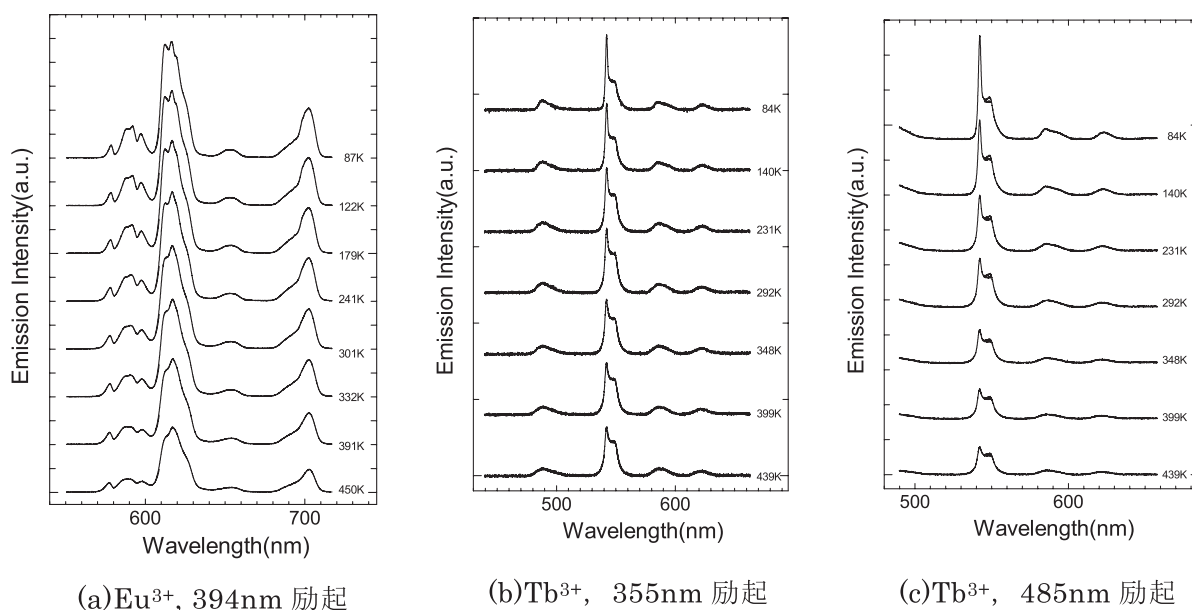 Emission Intensity(a.u.)
87K
122K
179K
241K
301K
332K
391K
450K
600
700
Wavelength(nm)
(a)Eu³⁺, 394nm 励起
Emission Intensity(a.u.)
84K
140K
231K
292K
348K
399K
439K
500
600
Wavelength(nm)
(b)Tb³⁺, 355nm 励起
Emission Intensity(a.u.)
84K
140K
231K
292K
348K
399K
439K
500
600
Wavelength(nm)
(c)Tb³⁺, 485nm 励起